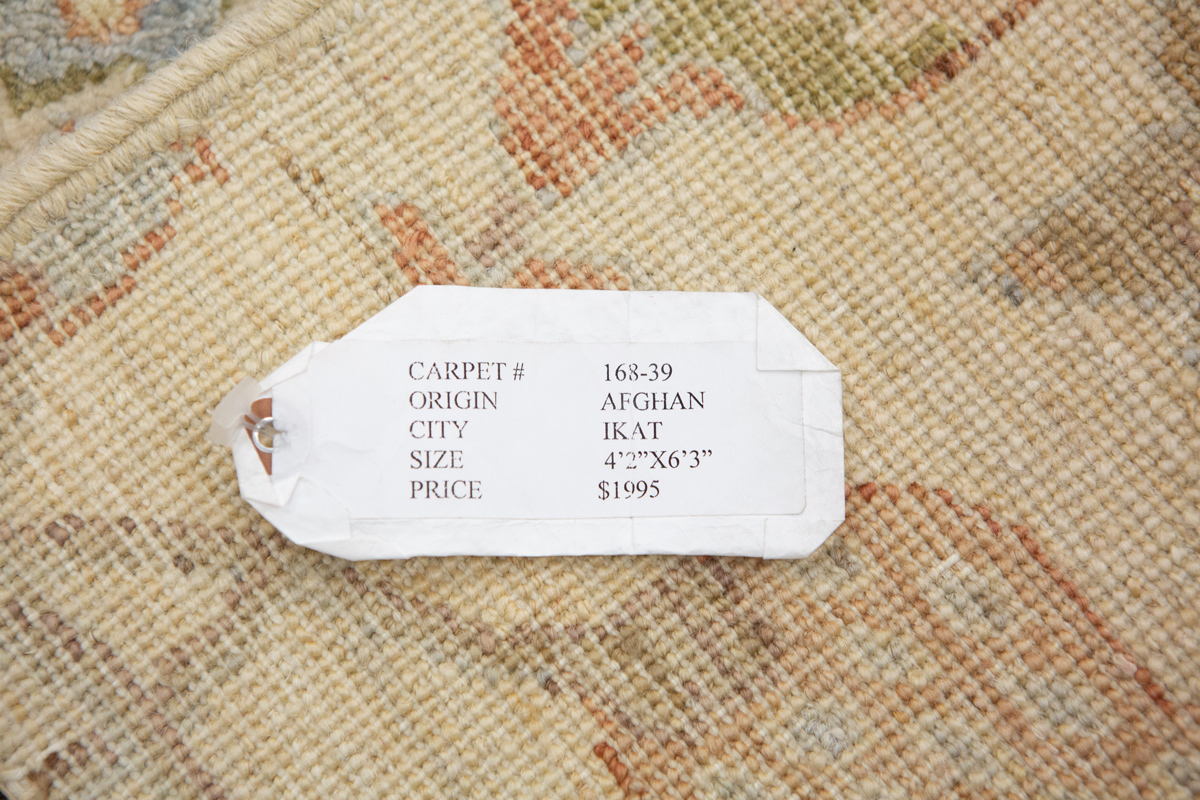 CARPET # 168-39
ORIGIN AFGHAN
CITY IKAT
SIZE 4’2”X6’3”
PRICE $1995